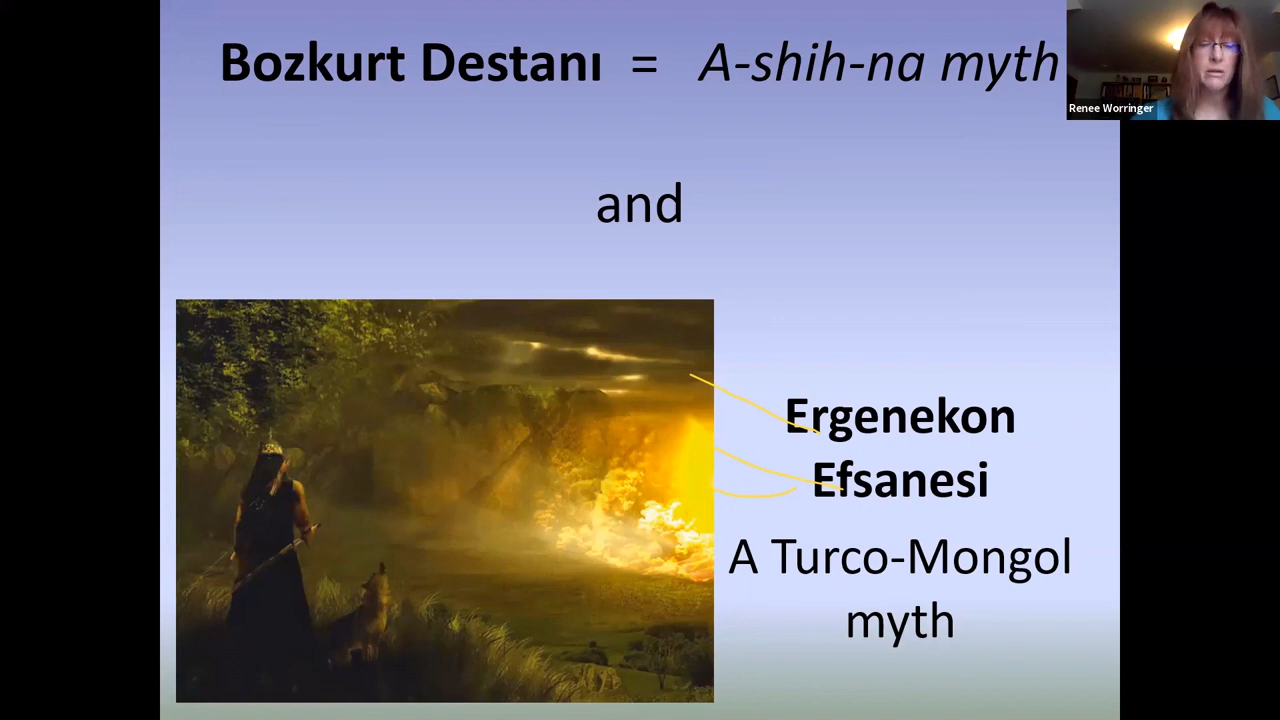 Bozkurt Destanı = A-shih-na myth
Renee Worringer
and
Ergenekon
Efsanesi
A Turco-Mongol
myth